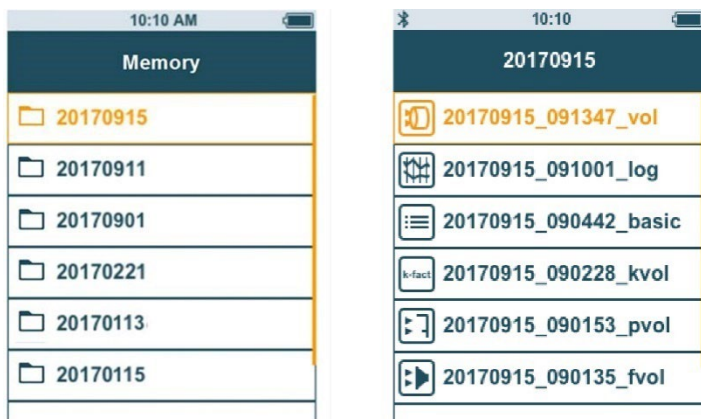 10:10 AM
Memory
20170915
20170911
20170901
20170221
20170113
20170115
10:10
20170915
20170915_091347_vol
20170915_091001_log
20170915_090442_basic
k-fact 20170915_090228_kvol
20170915_090153_pvol
20170915_090135_fvol